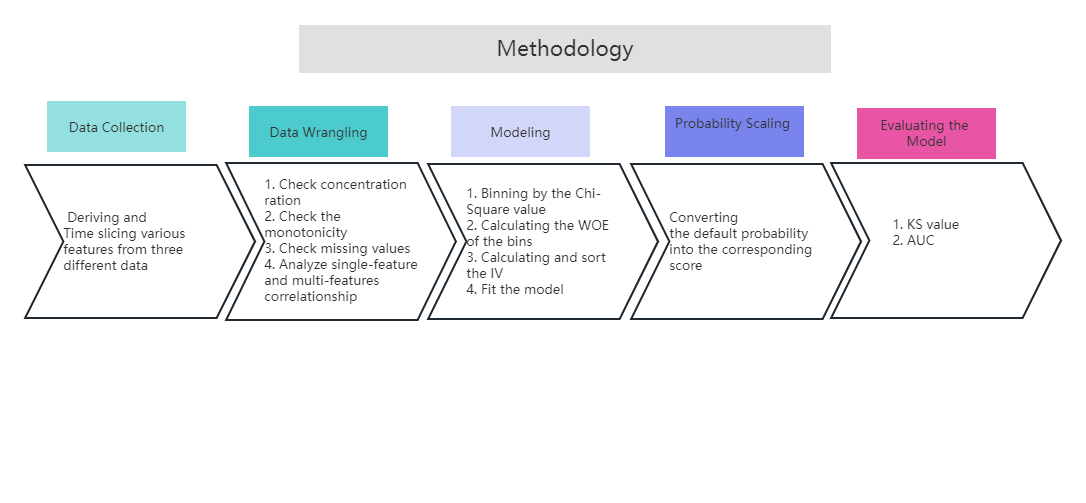 Methodology
Data Collection
Data Wrangling
Modeling
Probability Scaling
Evaluating the
Model
Deriving and
Time slicing various
features from three
different data
1. Check concentration
ration
2. Check the
monotonicity
3. Check missing values
4. Analyze single-feature
and multi-features
correlationship
1. Binning by the Chi-
Square value
2. Calculating the WOE
of the bins
3. Calculating and sort
the IV
4. Fit the model
Converting
the default probability
into the corresponding
score
1. KS value
2. AUC